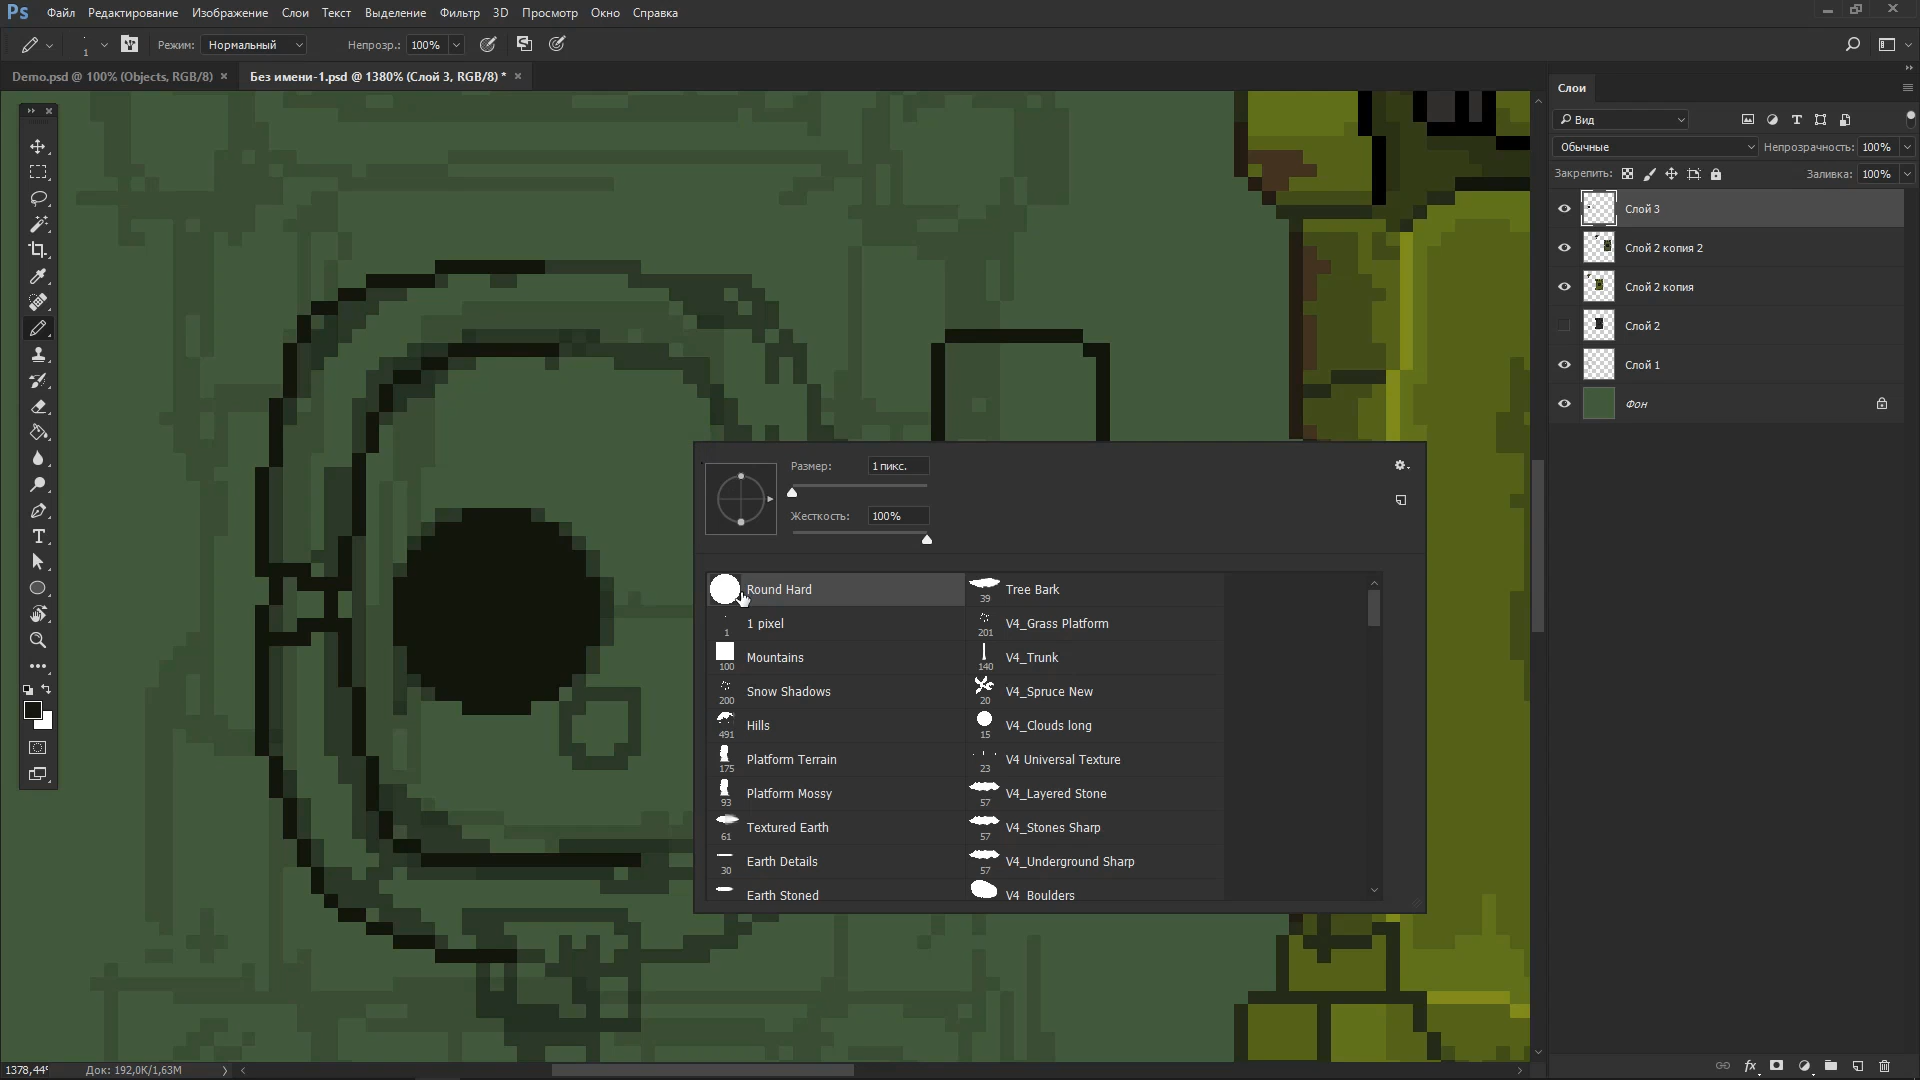 Ps Файл Редактирование Изображение Слои Текст Выделение Фильтр 3D Просмотр Окно Справка
1 Режим: Нормальный Непрозр.: 100%
Demo.psd @ 100% (Objects, RGB/8) × Без имени-1.psd @ 1380% (Слой 3, RGB/8) * ×
Слои
Вид
Обычные Непрозрачность: 100%
Закрепить: Заливка: 100%
Слой 3
Слой 2 копия 2
Слой 2 копия
Слой 2
Слой 1
Фон
Размер: 1 пикс.
Жесткость: 100%
Round Hard
1 1 pixel
100 Mountains
200 Snow Shadows
491 Hills
175 Platform Terrain
93 Platform Mossy
61 Textured Earth
30 Earth Details
Earth Stoned
39 Tree Bark
201 V4_Grass Platform
140 V4_Trunk
20 V4_Spruce New
15 V4_Clouds long
23 V4 Universal Texture
57 V4_Layered Stone
57 V4_Stones Sharp
57 V4_Underground Sharp
V4_Boulders
1378,44% Док: 192,0K/1,63M